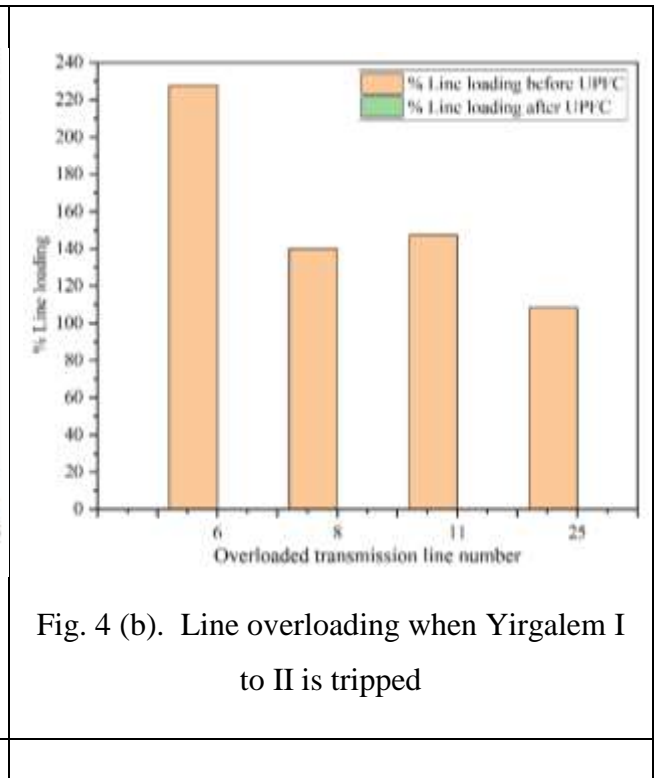 240
220
200
180
160
140
120
100
80
60
40
20
0
% Line loading
% Line loading before UPFC
% Line loading after UPFC
6 8 11 25
Overloaded transmission line number
Fig. 4 (b). Line overloading when Yirgalem I
to II is tripped